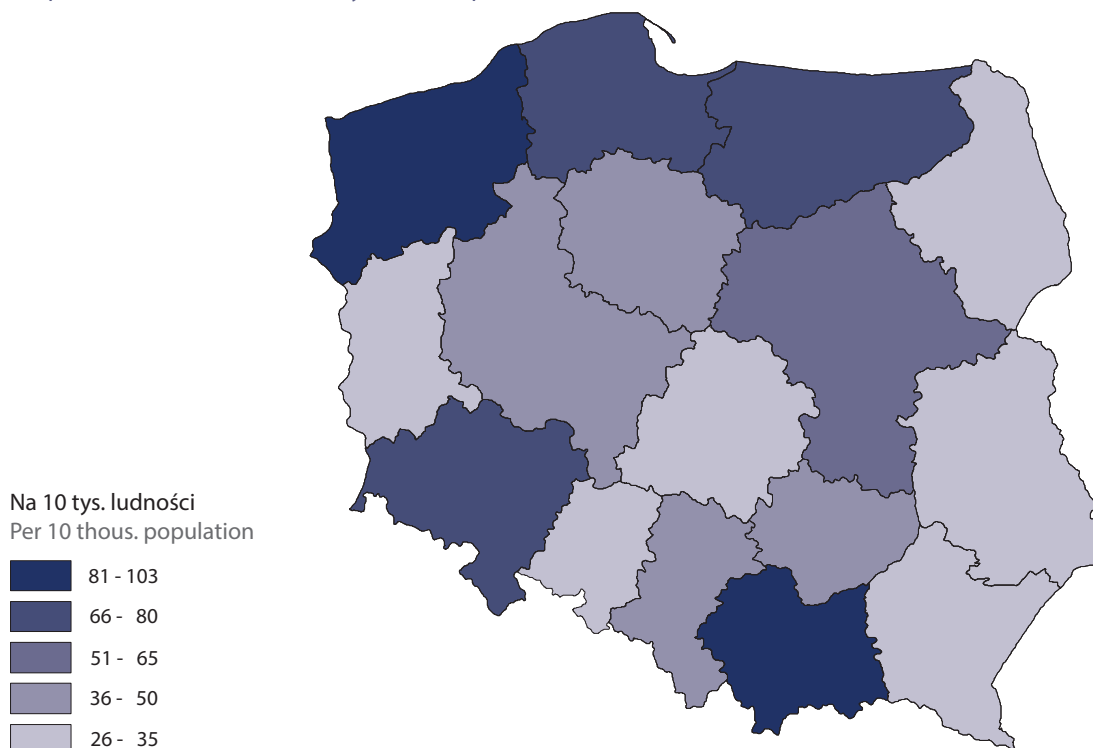 Na 10 tys. ludności
Per 10 thous. population
81 - 103
66 - 80
51 - 65
36 - 50
26 - 35